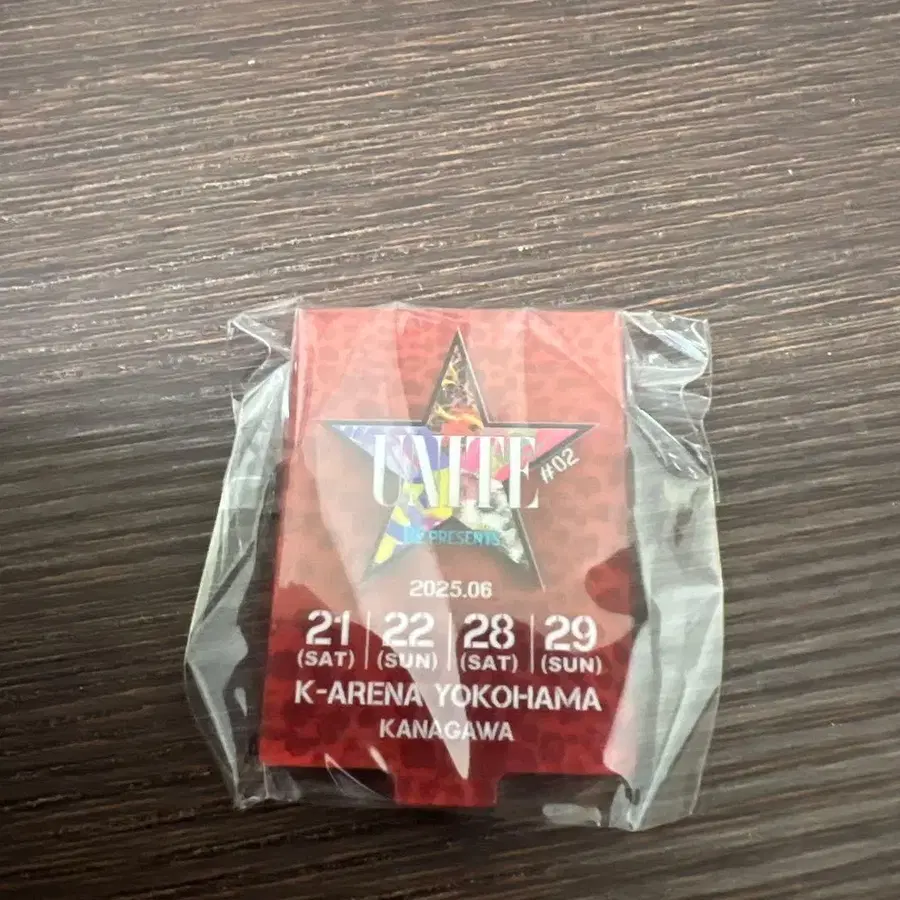 UNITE
#02
PRESENTS
2025.06
21 | 22 | 28 | 29
(SAT) | (SUN) | (SAT) | (SUN)
K-ARENA YOKOHAMA
KANAGAWA